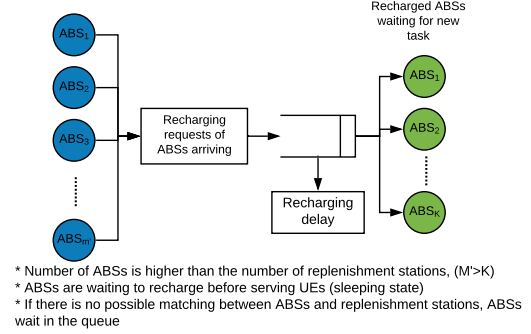 Recharged ABSs
waiting for new
task
ABS1
ABS2
ABS3
ABSm'
Recharging
requests of
ABSs arriving
Recharging
delay
ABS1
ABS2
ABSK
* Number of ABSs is higher than the number of replenishment stations, (M'>K)
* ABSs are waiting to recharge before serving UEs (sleeping state)
* If there is no possible matching between ABSs and replenishment stations, ABSs
wait in the queue